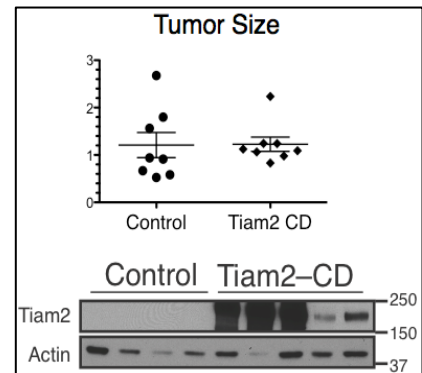 Tumor Size
3
2
1
0
Control Tiam2 CD
Control Tiam2–CD
Tiam2 250
150
Actin 37